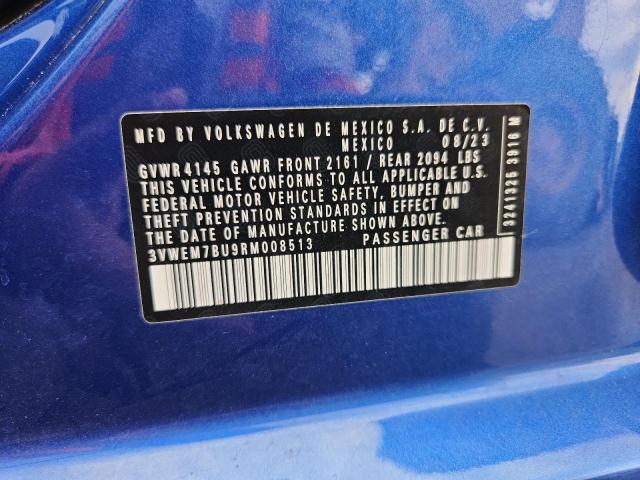 MFD BY VOLKSWAGEN DE MEXICO S.A. DE C.V.
MEXICO 08/23
GVWR 4145 GAWR FRONT 2161 / REAR 2094 LBS
THIS VEHICLE CONFORMS TO ALL APPLICABLE U.S.
FEDERAL MOTOR VEHICLE SAFETY, BUMPER AND
THEFT PREVENTION STANDARDS IN EFFECT ON
THE DATE OF MANUFACTURE SHOWN ABOVE.
3VWEM7BU9RM008513 PASSENGER CAR
3241326 3916 M